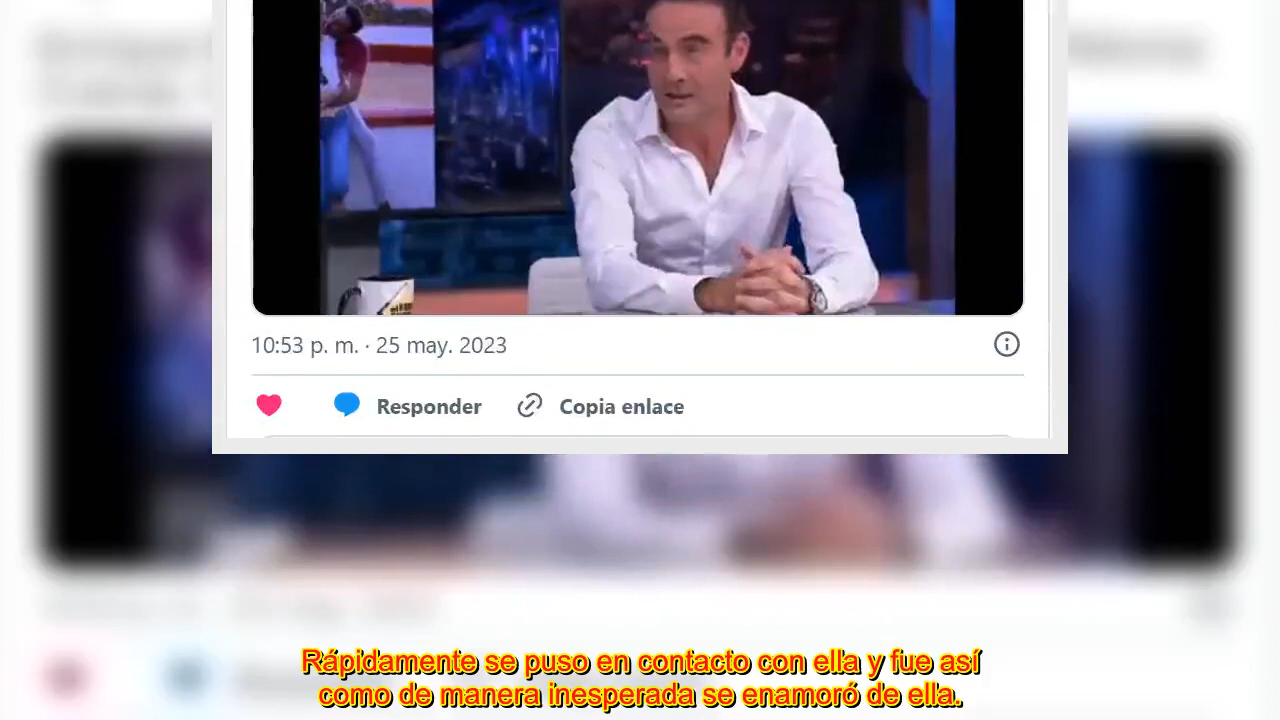 10:53 p. m. · 25 may. 2023
Responder
Copia enlace
Rápidamente se puso en contacto con ella y fue así
como de manera inesperada se enamoró de ella.